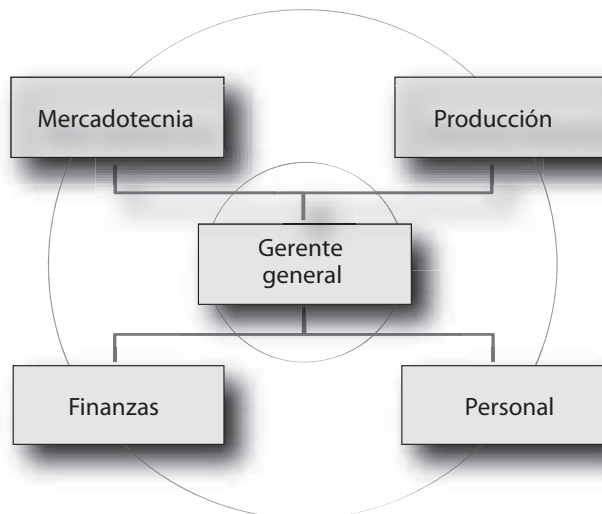 Mercadotecnia
Producción
Gerente
general
Finanzas
Personal